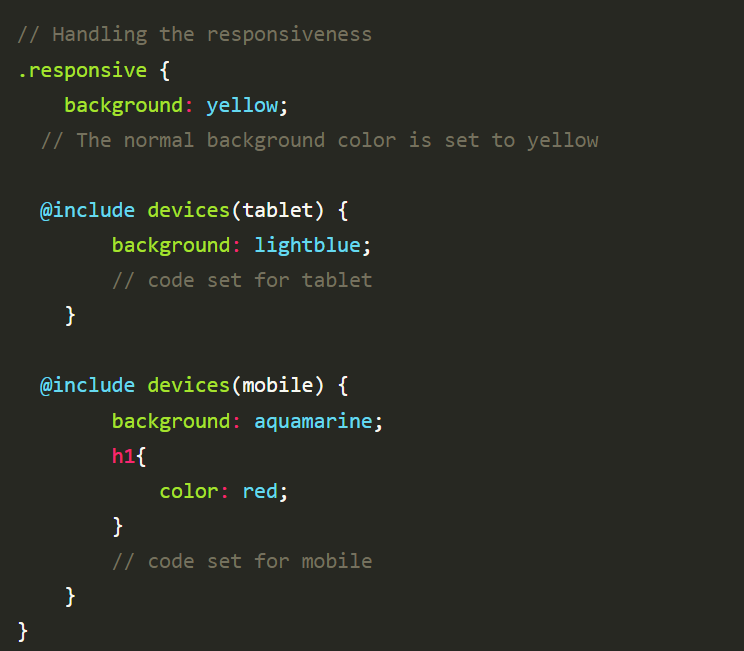 // Handling the responsiveness
.responsive {
background: yellow;
// The normal background color is set to yellow
@include devices(tablet) {
background: lightblue;
// code set for tablet
}
@include devices(mobile) {
background: aquamarine;
h1{
color: red;
}
// code set for mobile
}
}